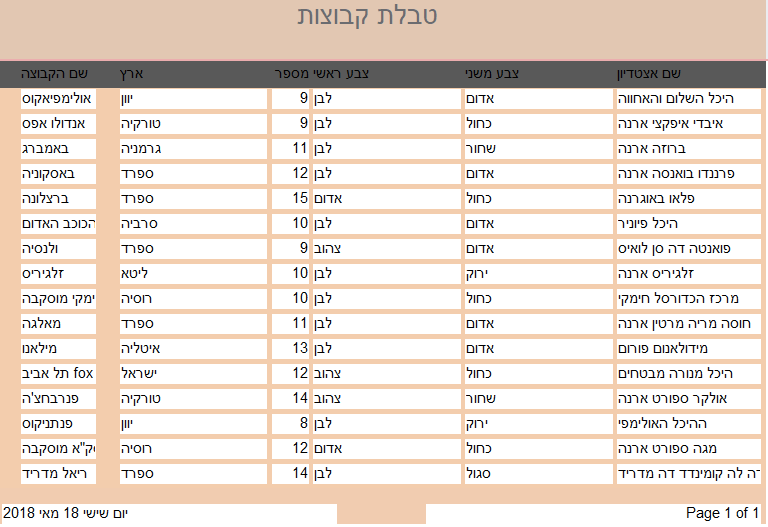 טבלת קבוצות
שם הקבוצה ארץ מספר צבע ראשי צבע משני שם אצטדיון
אולימפיאקוס יוון 9 לבן אדום היכל השלום והאחווה
אנדולו אפס טורקיה 9 לבן כחול איבדי איפקצי ארנה
באמברג גרמניה 11 לבן שחור ברוזה ארנה
באסקוניה ספרד 12 לבן אדום פרננדו בואנסה ארנה
ברצלונה ספרד 15 אדום כחול פלאו באוגרנה
הכוכב האדום סרביה 10 לבן אדום היכל פיוניר
ולנסיה ספרד 9 צהוב אדום פואנטה דה סן לואיס
זלגיריס ליטא 10 לבן ירוק זלגיריס ארנה
ימקי מוסקבה רוסיה 10 לבן כחול מרכז הכדורסל חימקי
מאלגה ספרד 11 לבן אדום חוסה מריה מרטין ארנה
מילאנו איטליה 13 לבן אדום מידולאנום פורום
fox תל אביב ישראל 12 צהוב כחול היכל מנורה מבטחים
פנרבחצ'ה טורקיה 14 צהוב שחור אולקר ספורט ארנה
פנתניקוס יוון 8 לבן ירוק ההיכל האולימפי
ק"א מוסקבה רוסיה 12 אדום כחול מגה ספורט ארנה
ריאל מדריד ספרד 14 לבן סגול לה קומינדד דה מדריד
יום שישי 18 מאי 2018 Page 1 of 1